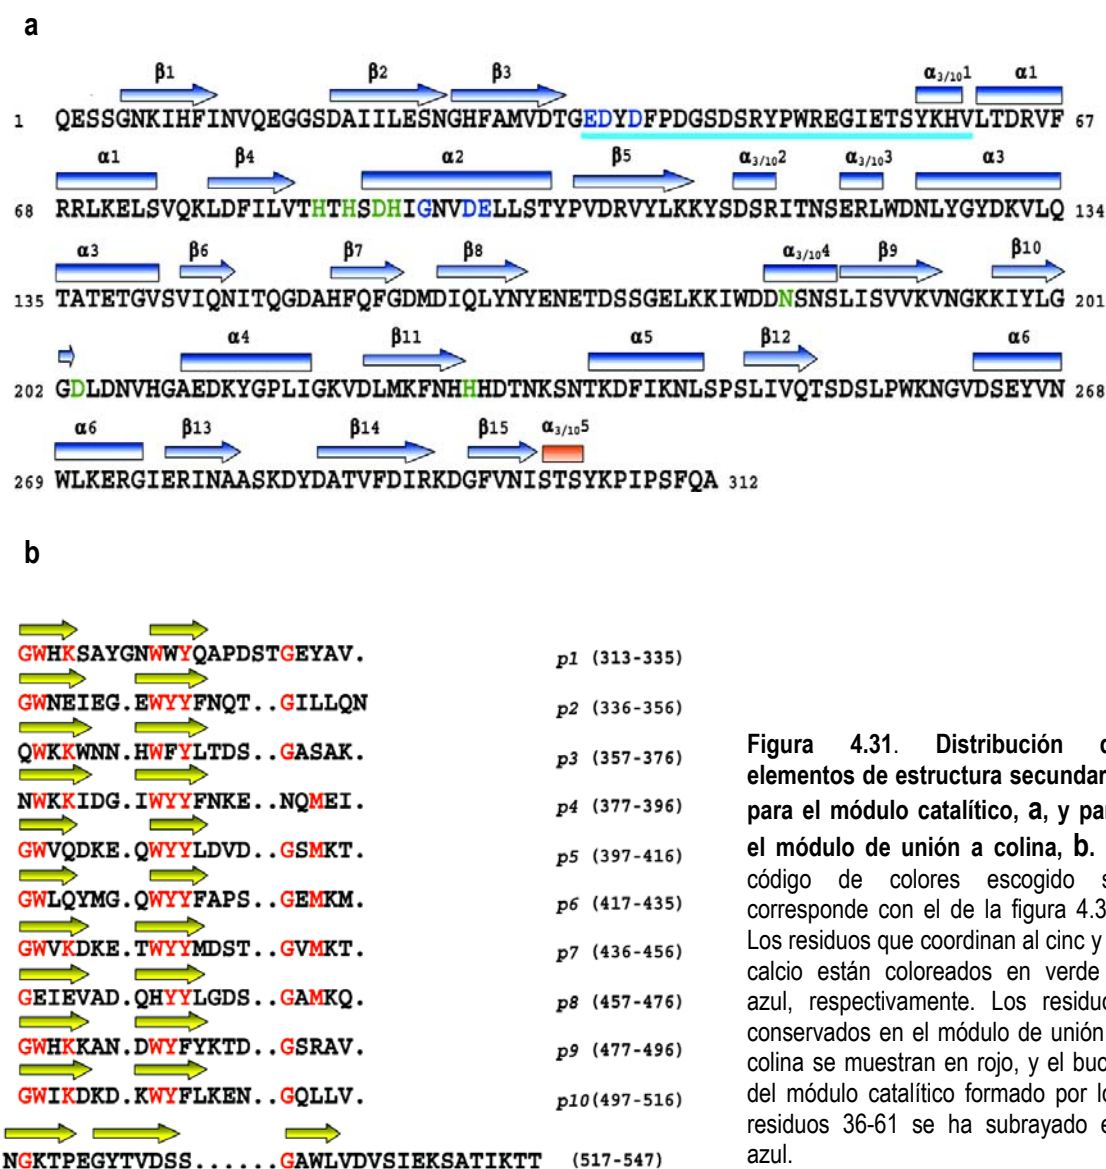 a
β1 β2 β3 α3/101 α1
1 QESSGNKIHFINVQEGGSDAIILESNGHFAMVDTGEDYDFPDGSDSRYPWREGIETSYKHVLTDRVF 67
α1 β4 α2 β5 α3/102 α3/103 α3
68 RRLKELSVQKLDFILVTHTHSDHIGNVDELLSTYPVDRVYLKKYSDSRITNSERLWDNLYGYDKVLQ 134
α3 β6 β7 β8 α3/104 β9 β10
135 TATETGVSVIQNITQGDAHFQFGDMDIQLYNYENETDSSGELKKIWDDNSNSLISVVKVNGKKIYLG 201
α4 β11 α5 β12 α6
202 GDLDNVHGAEDKYGPLIGKVDLMKFNHHHDTNKSNTKDFIKNLSPSLIVQTSDSLPWKNGVDSEYVN 268
α6 β13 β14 β15 α3/105
269 WLKERGIERINAASKDYDATVFDIRKDGFVNISTSYKPIPSFQA 312
b
GWHKSAYGNWWYQAPDSTGEYAV. p1 (313-335)
GWNEIEG.EWYYFNQT..GILLQN p2 (336-356)
QWKKWNN.HWFYLTDS..GASAK. p3 (357-376)
NWKKIDG.IWYYFNKE..NQMEI. p4 (377-396)
GWVQDKE.QWYYLDVD..GSMKT. p5 (397-416)
GWLQYMG.QWYYFAPS..GEMKM. p6 (417-435)
GWVKDKE.TWYYMDST..GVMKT. p7 (436-456)
GEIEVAD.QHYYLGDS..GAMKQ. p8 (457-476)
GWHKKAN.DWYFYKTD..GSRAV. p9 (477-496)
GWIKDKD.KWYFLKEN..GQLLV. p10(497-516)
NGKTPEGYTVDSS......GAWLVDVSIEKSATIKTT (517-547)
Figura 4.31. Distribución d
elementos de estructura secundar
para el módulo catalítico, a, y par
el módulo de unión a colina, b.
código de colores escogido s
corresponde con el de la figura 4.3
Los residuos que coordinan al cinc y
calcio están coloreados en verde
azul, respectivamente. Los residuo
conservados en el módulo de unión
colina se muestran en rojo, y el buc
del módulo catalítico formado por lo
residuos 36-61 se ha subrayado e
azul.